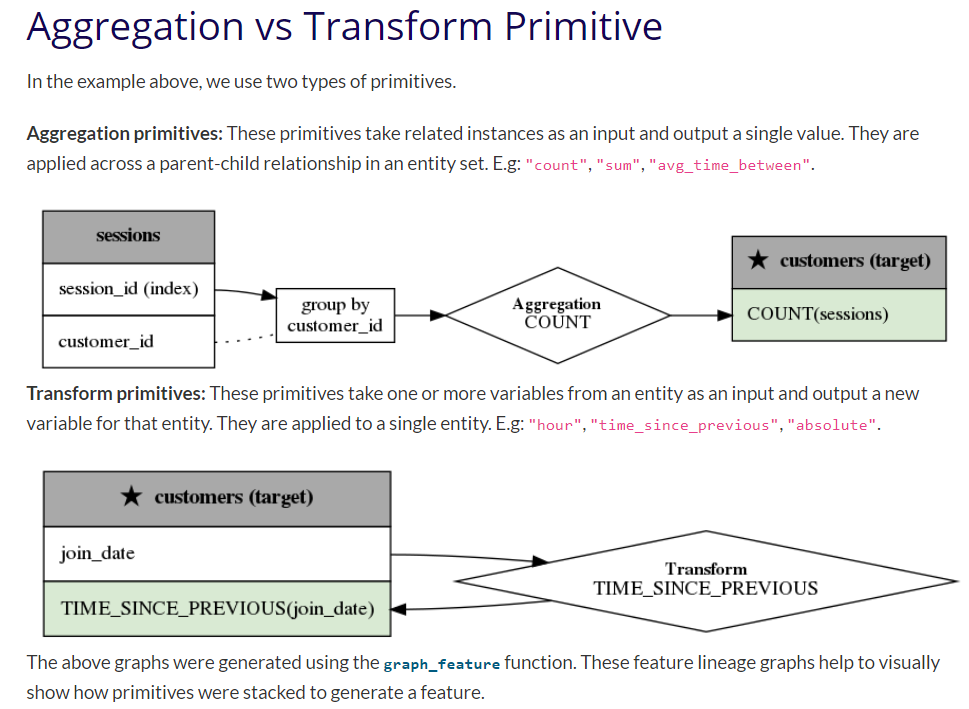 Aggregation vs Transform Primitive
In the example above, we use two types of primitives.
Aggregation primitives: These primitives take related instances as an input and output a single value. They are
applied across a parent-child relationship in an entity set. E.g: "count", "sum", "avg_time_between".
sessions
session_id (index)
customer_id
group by
customer_id
Aggregation
COUNT
★ customers (target)
COUNT(sessions)
Transform primitives: These primitives take one or more variables from an entity as an input and output a new
variable for that entity. They are applied to a single entity. E.g: "hour", "time_since_previous", "absolute".
★ customers (target)
join_date
TIME_SINCE_PREVIOUS(join_date)
Transform
TIME_SINCE_PREVIOUS
The above graphs were generated using the graph_feature function. These feature lineage graphs help to visually
show how primitives were stacked to generate a feature.